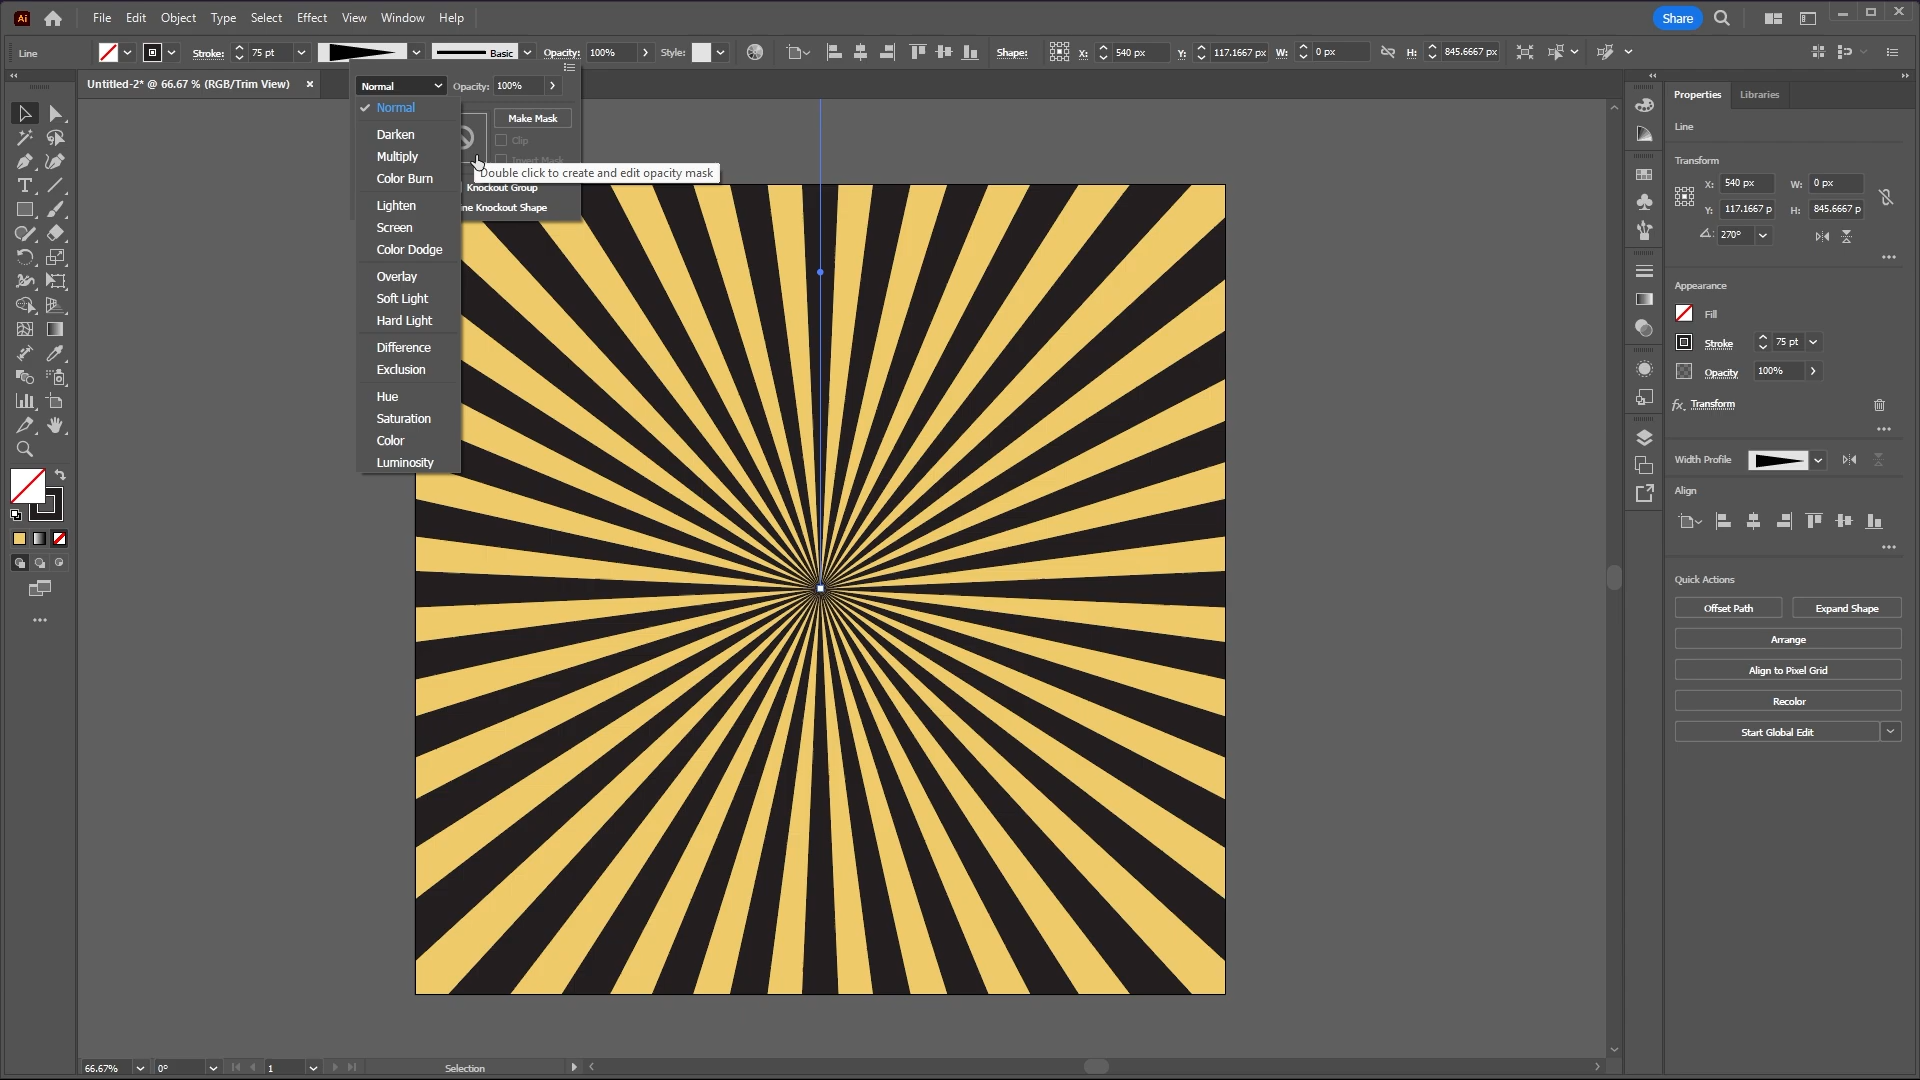 Ai File Edit Object Type Select Effect View Window Help Share
Line Stroke: 75 pt Basic Opacity: 100% Style: Shape: X: 540 px Y: 117.1667 px W: 0 px H: 845.6667 px
Untitled-2* @ 66.67 % (RGB/Trim View) ×
Normal Opacity: 100%
Normal
Darken
Multiply
Color Burn
Lighten
Screen
Color Dodge
Overlay
Soft Light
Hard Light
Difference
Exclusion
Hue
Saturation
Color
Luminosity
Make Mask
Clip
Invert Mask
Double click to create and edit opacity mask
Knockout Group
ne Knockout Shape
Properties Libraries
Line
Transform
X: 540 px W: 0 px
Y: 117.1667 p H: 845.6667 p
270°
Appearance
Fill
Stroke 75 pt
Opacity 100%
fx. Transform
Width Profile
Align
Quick Actions
Offset Path Expand Shape
Arrange
Align to Pixel Grid
Recolor
Start Global Edit
66.67% 0° 1 Selection